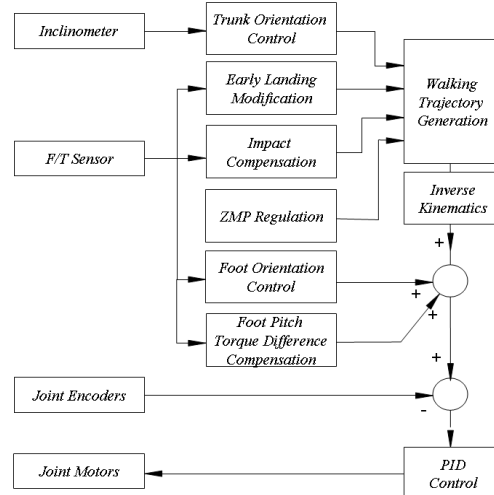 Inclinometer
Trunk Orientation
Control
Early Landing
Modification
Walking
Trajectory
Generation
F/T Sensor
Impact
Compensation
ZMP Regulation
Inverse
Kinematics
+
Foot Orientation
Control
+
+
Foot Pitch
Torque Difference
Compensation
+
Joint Encoders
-
Joint Motors
PID
Control